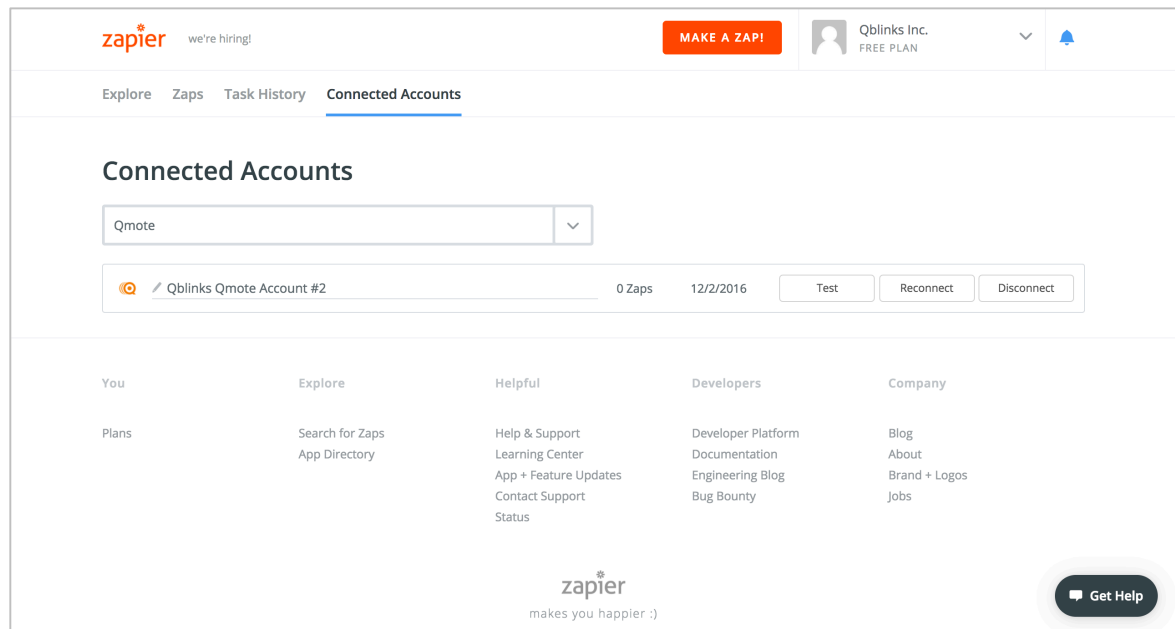 zapier we're hiring! MAKE A ZAP! Qblinks Inc.
FREE PLAN
Explore Zaps Task History Connected Accounts
Connected Accounts
Qmote
Qblinks Qmote Account #2 0 Zaps 12/2/2016 Test Reconnect Disconnect
You Explore Helpful Developers Company
Plans Search for Zaps Help & Support Developer Platform Blog
App Directory Learning Center Documentation About
App + Feature Updates Engineering Blog Brand + Logos
Contact Support Bug Bounty Jobs
Status
zapier
makes you happier :)
Get Help